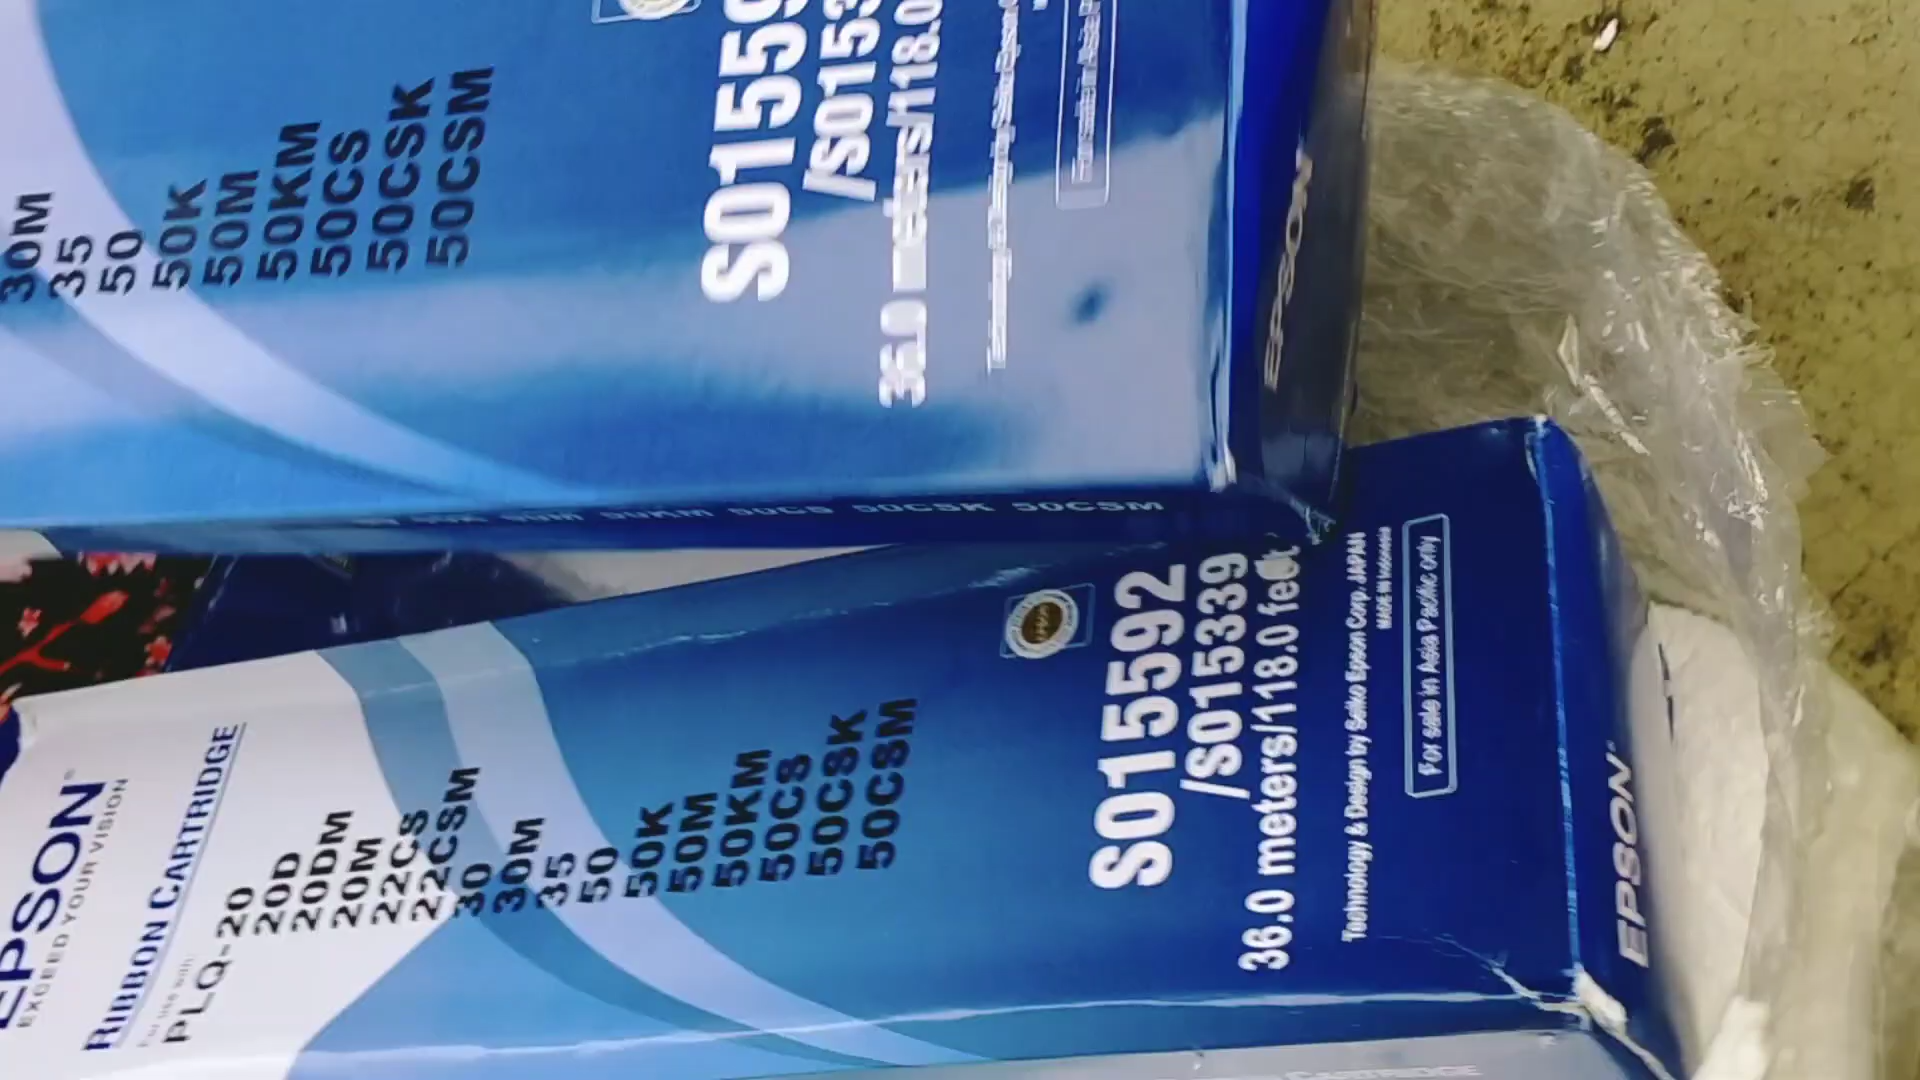 30M
35
50
50K
50M
50KM
50CS
50CSK
50CSM
36.0 meters/118.0
EPSON
50CS 50CSK 50CSM
EPSON
EXCEED YOUR VISION
RIBBON CARTRIDGE
For use with:
PLQ-20
20D
20DM
20M
22CS
22CSM
30
30M
35
50
50K
50M
50KM
50CS
50CSK
50CSM
S015592
/S015339
36.0 meters/118.0 feet
Technology & Design by Seiko Epson Corp. JAPAN
MADE IN Indonesia
For sale in Asia Pacific only
EPSON
CARTRIDGE